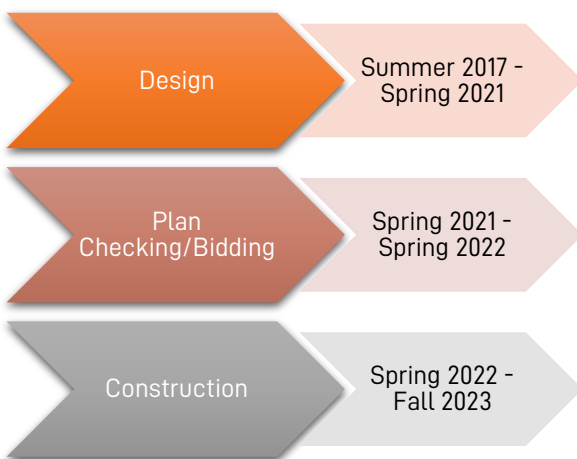 Design
Summer 2017 -
Spring 2021
Plan
Checking/Bidding
Spring 2021 -
Spring 2022
Construction
Spring 2022 -
Fall 2023